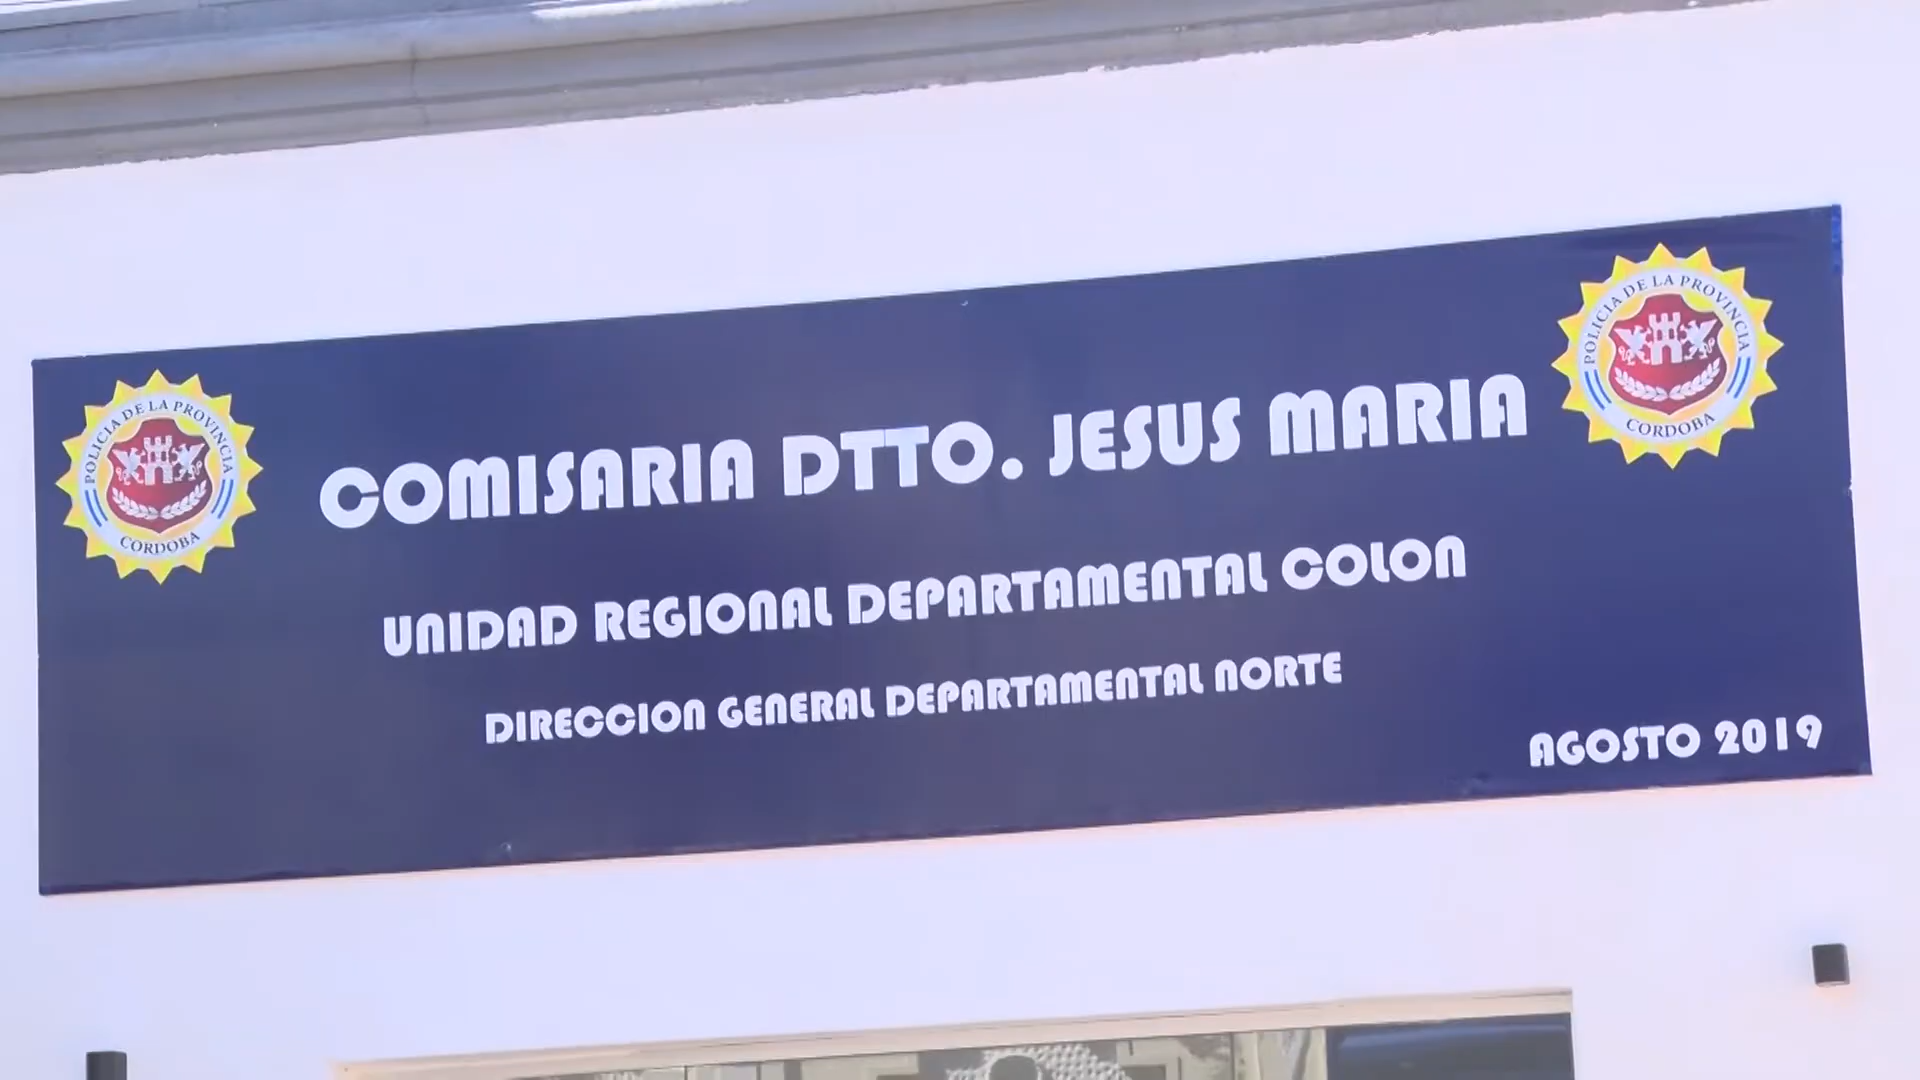 POLICIA DE LA PROVINCIA
CORDOBA
POLICIA DE LA PROVINCIA
CORDOBA
COMISARIA DTTO. JESUS MARIA
UNIDAD REGIONAL DEPARTAMENTAL COLON
DIRECCION GENERAL DEPARTAMENTAL NORTE
AGOSTO 2019